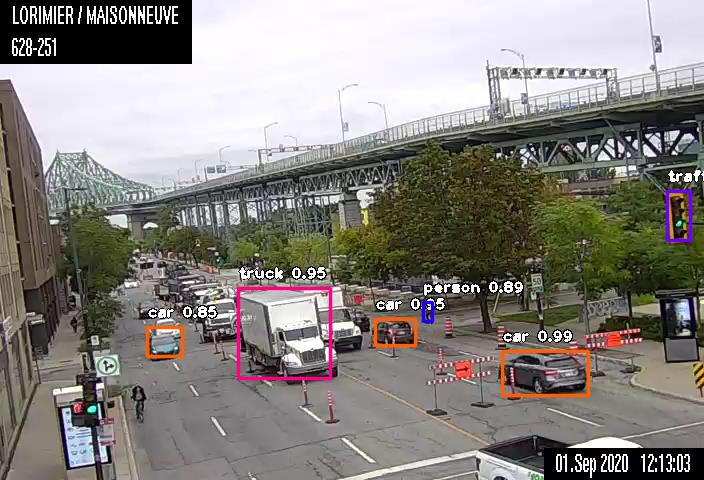 LORIMIER / MAISONNEUVE
628-251
traf
truck 0.95
person 0.89
car 0.85
car 0.95
car 0.99
01.Sep 2020 12:13:03